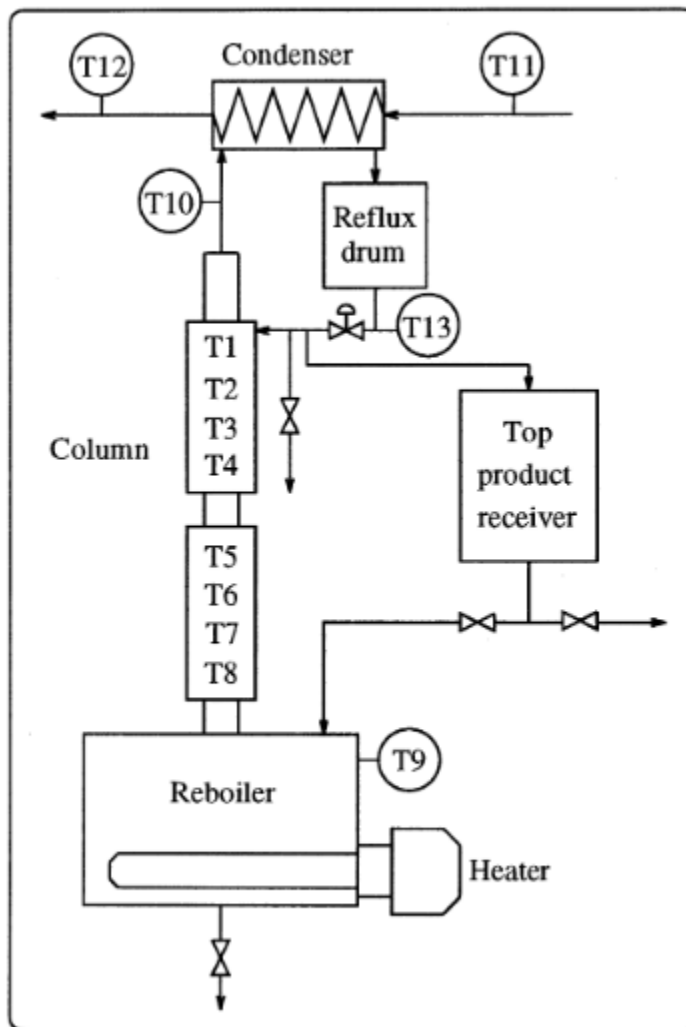 Condenser
T12
T11
T10
Reflux
drum
T13
T1
T2
T3
T4
Column
Top
product
receiver
T5
T6
T7
T8
T9
Reboiler
Heater